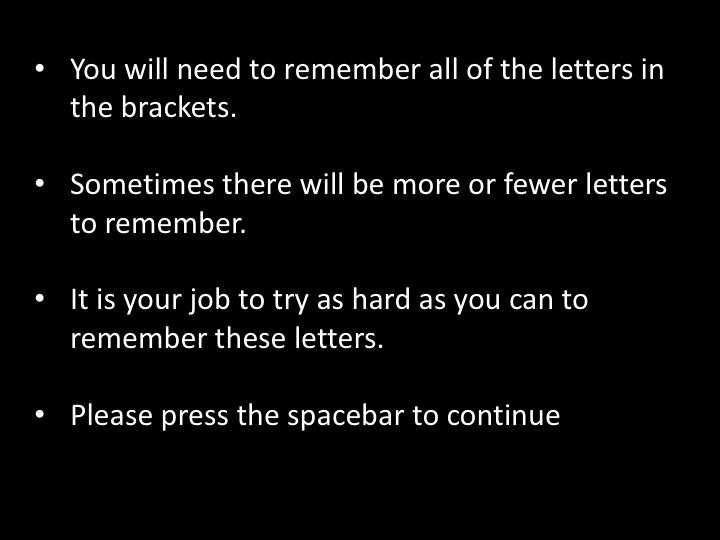 • You will need to remember all of the letters in
the brackets.
• Sometimes there will be more or fewer letters
to remember.
• It is your job to try as hard as you can to
remember these letters.
• Please press the spacebar to continue